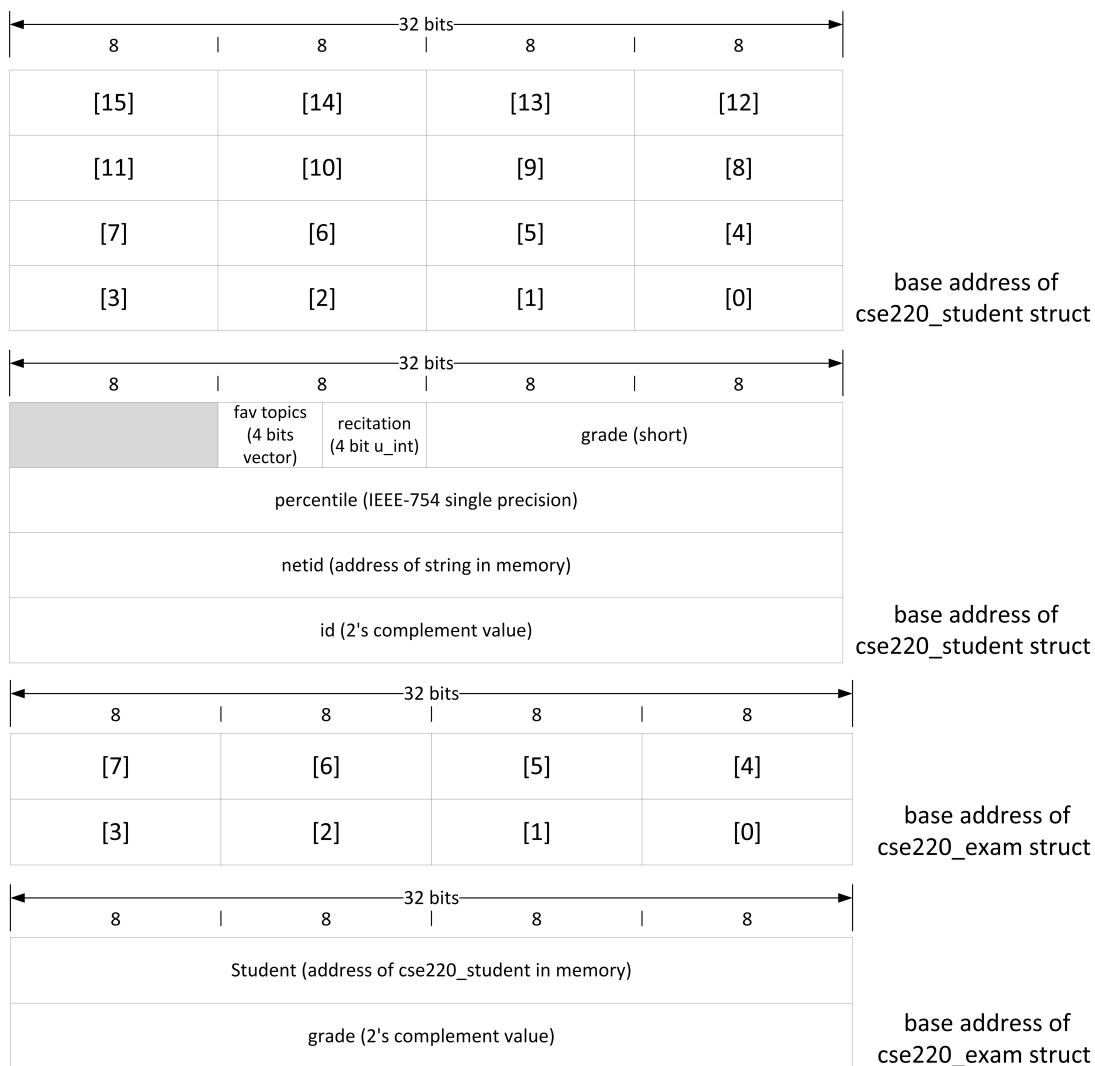 32 bits
8 | 8 | 8 | 8
[15] [14] [13] [12]
[11] [10] [9] [8]
[7] [6] [5] [4]
[3] [2] [1] [0]
base address of
cse220_student struct
32 bits
8 | 8 | 8 | 8
fav topics
(4 bits
vector)
recitation
(4 bit u_int)
grade (short)
percentile (IEEE-754 single precision)
netid (address of string in memory)
id (2's complement value)
base address of
cse220_student struct
32 bits
8 | 8 | 8 | 8
[7] [6] [5] [4]
[3] [2] [1] [0]
base address of
cse220_exam struct
32 bits
8 | 8 | 8 | 8
Student (address of cse220_student in memory)
grade (2's complement value)
base address of
cse220_exam struct